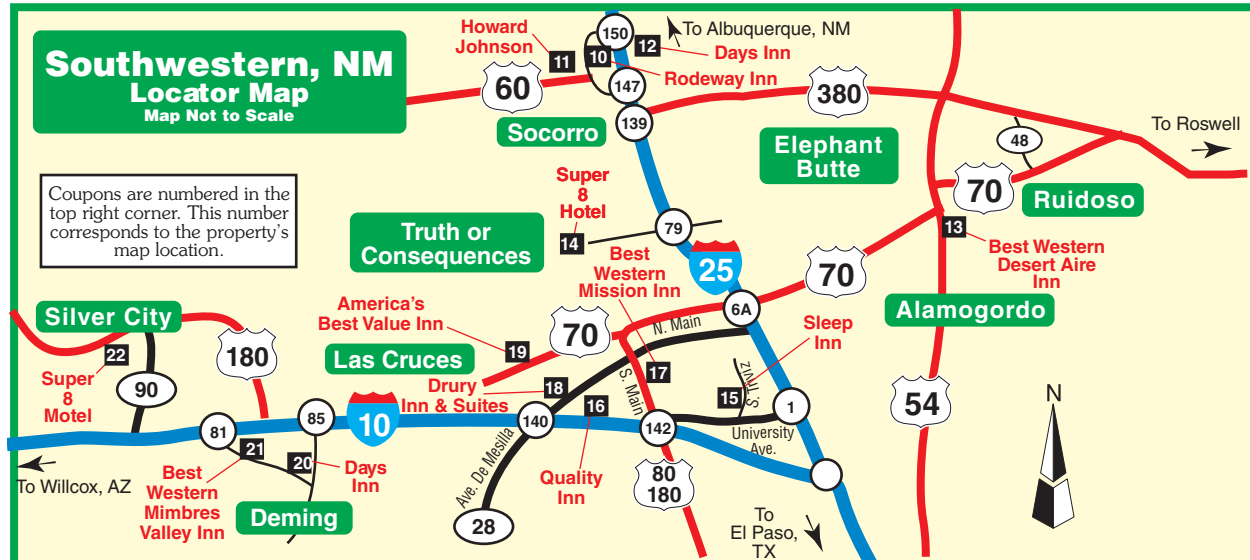 Southwestern, NM
Locator Map
Map Not to Scale
Coupons are numbered in the
top right corner. This number
corresponds to the property's
map location.
Howard
Johnson
11
10
150
12
To Albuquerque, NM
Days Inn
Rodeway Inn
60
147
139
Socorro
380
Elephant
Butte
48
To Roswell
70
Ruidoso
Super
8
Hotel
14
79
Truth or
Consequences
13
Best Western
Desert Aire
Inn
25
70
Best
Western
Mission Inn
Alamogordo
6A
N. Main
Sleep
Inn
America's
Best Value Inn
70
19
Las Cruces
Silver City
22
Super
8
Motel
180
90
Drury
Inn & Suites
18
17
S. Main
S. Triviz
15
16
1
54
N
81
85
10
140
142
University
Ave.
21
20
Best
Western
Mimbres
Valley Inn
Days
Inn
Deming
To Willcox, AZ
Ave. De Mesilla
28
Quality
Inn
80
180
To
El Paso,
TX